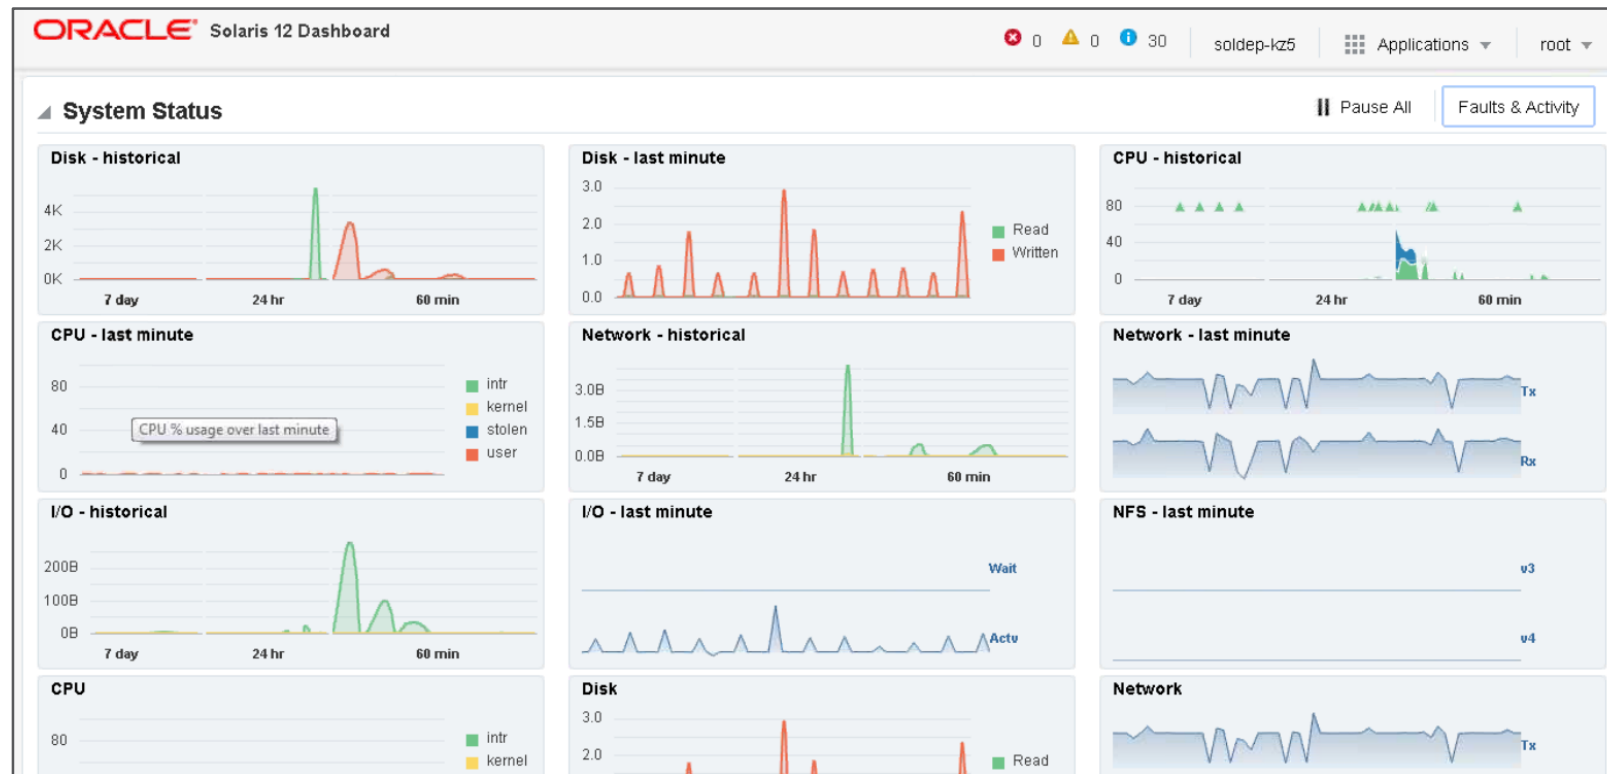 ORACLE Solaris 12 Dashboard
0 0 30 soldep-kz5 Applications root
System Status
Pause All Faults & Activity
Disk - historical
4K
2K
0K
7 day 24 hr 60 min
Disk - last minute
3.0
2.0
1.0
0.0
Read
Written
CPU - historical
80
40
0
7 day 24 hr 60 min
CPU - last minute
80
40
0
CPU % usage over last minute
intr
kernel
stolen
user
Network - historical
3.0B
1.5B
0.0B
7 day 24 hr 60 min
Network - last minute
Tx
Rx
I/O - historical
200B
100B
0B
7 day 24 hr 60 min
I/O - last minute
Wait
Actv
NFS - last minute
v3
v4
CPU
80
intr
kernel
Disk
3.0
2.0
Read
Network
Tx